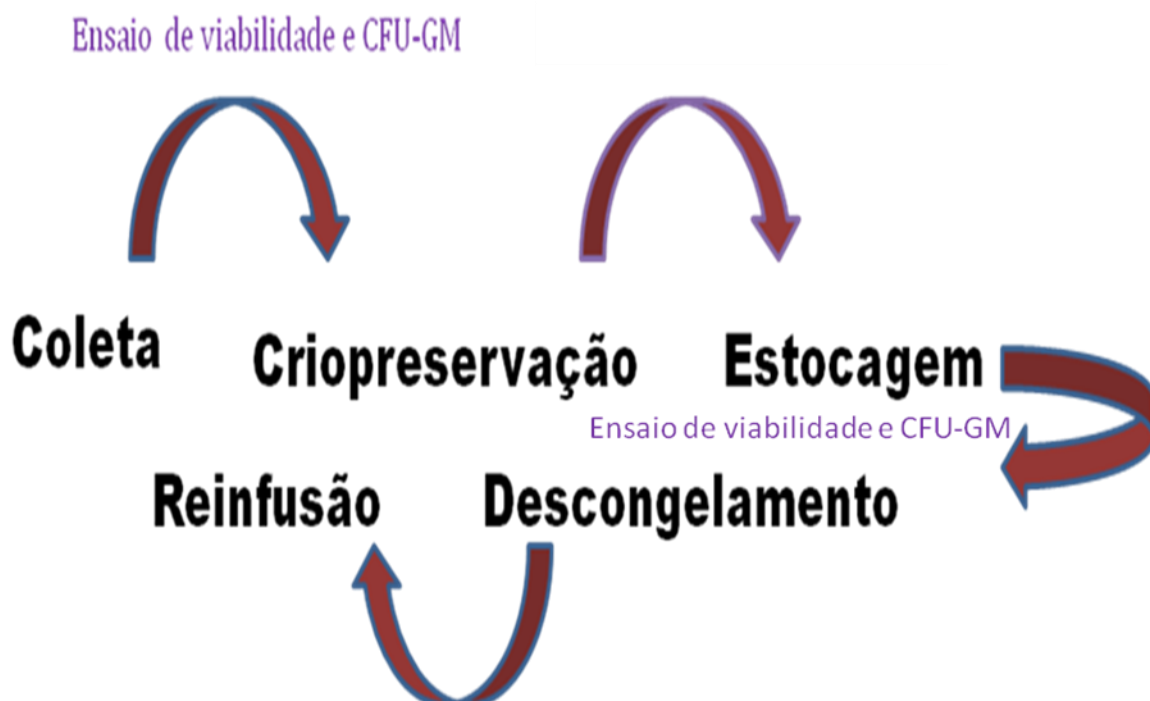 Ensaio de viabilidade e CFU-GM
Coleta
Criopreservação
Estocagem
Ensaio de viabilidade e CFU-GM
Reinfusão
Descongelamento